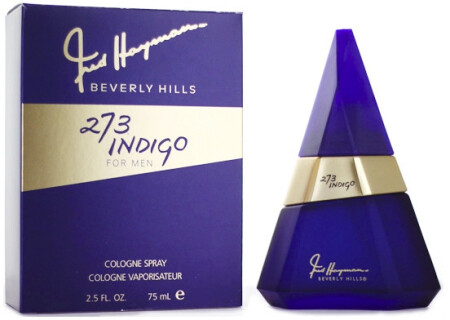 Fred Hayman
BEVERLY HILLS
273
INDIGO
FOR MEN
COLOGNE SPRAY
COLOGNE VAPORISATEUR
2.5 FL. OZ. 75 mL e
273
INDIGO
Fred Hayman
BEVERLY HILLS